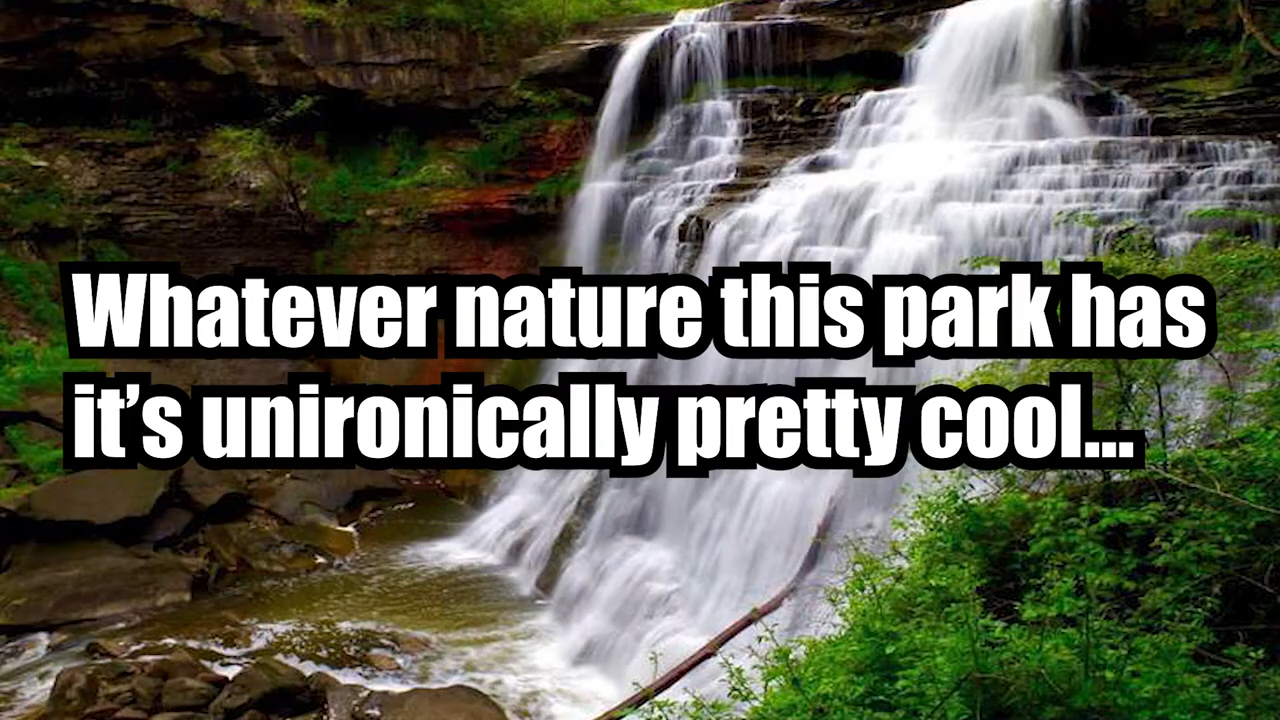 Whatever nature this park has
it’s unironically pretty cool...